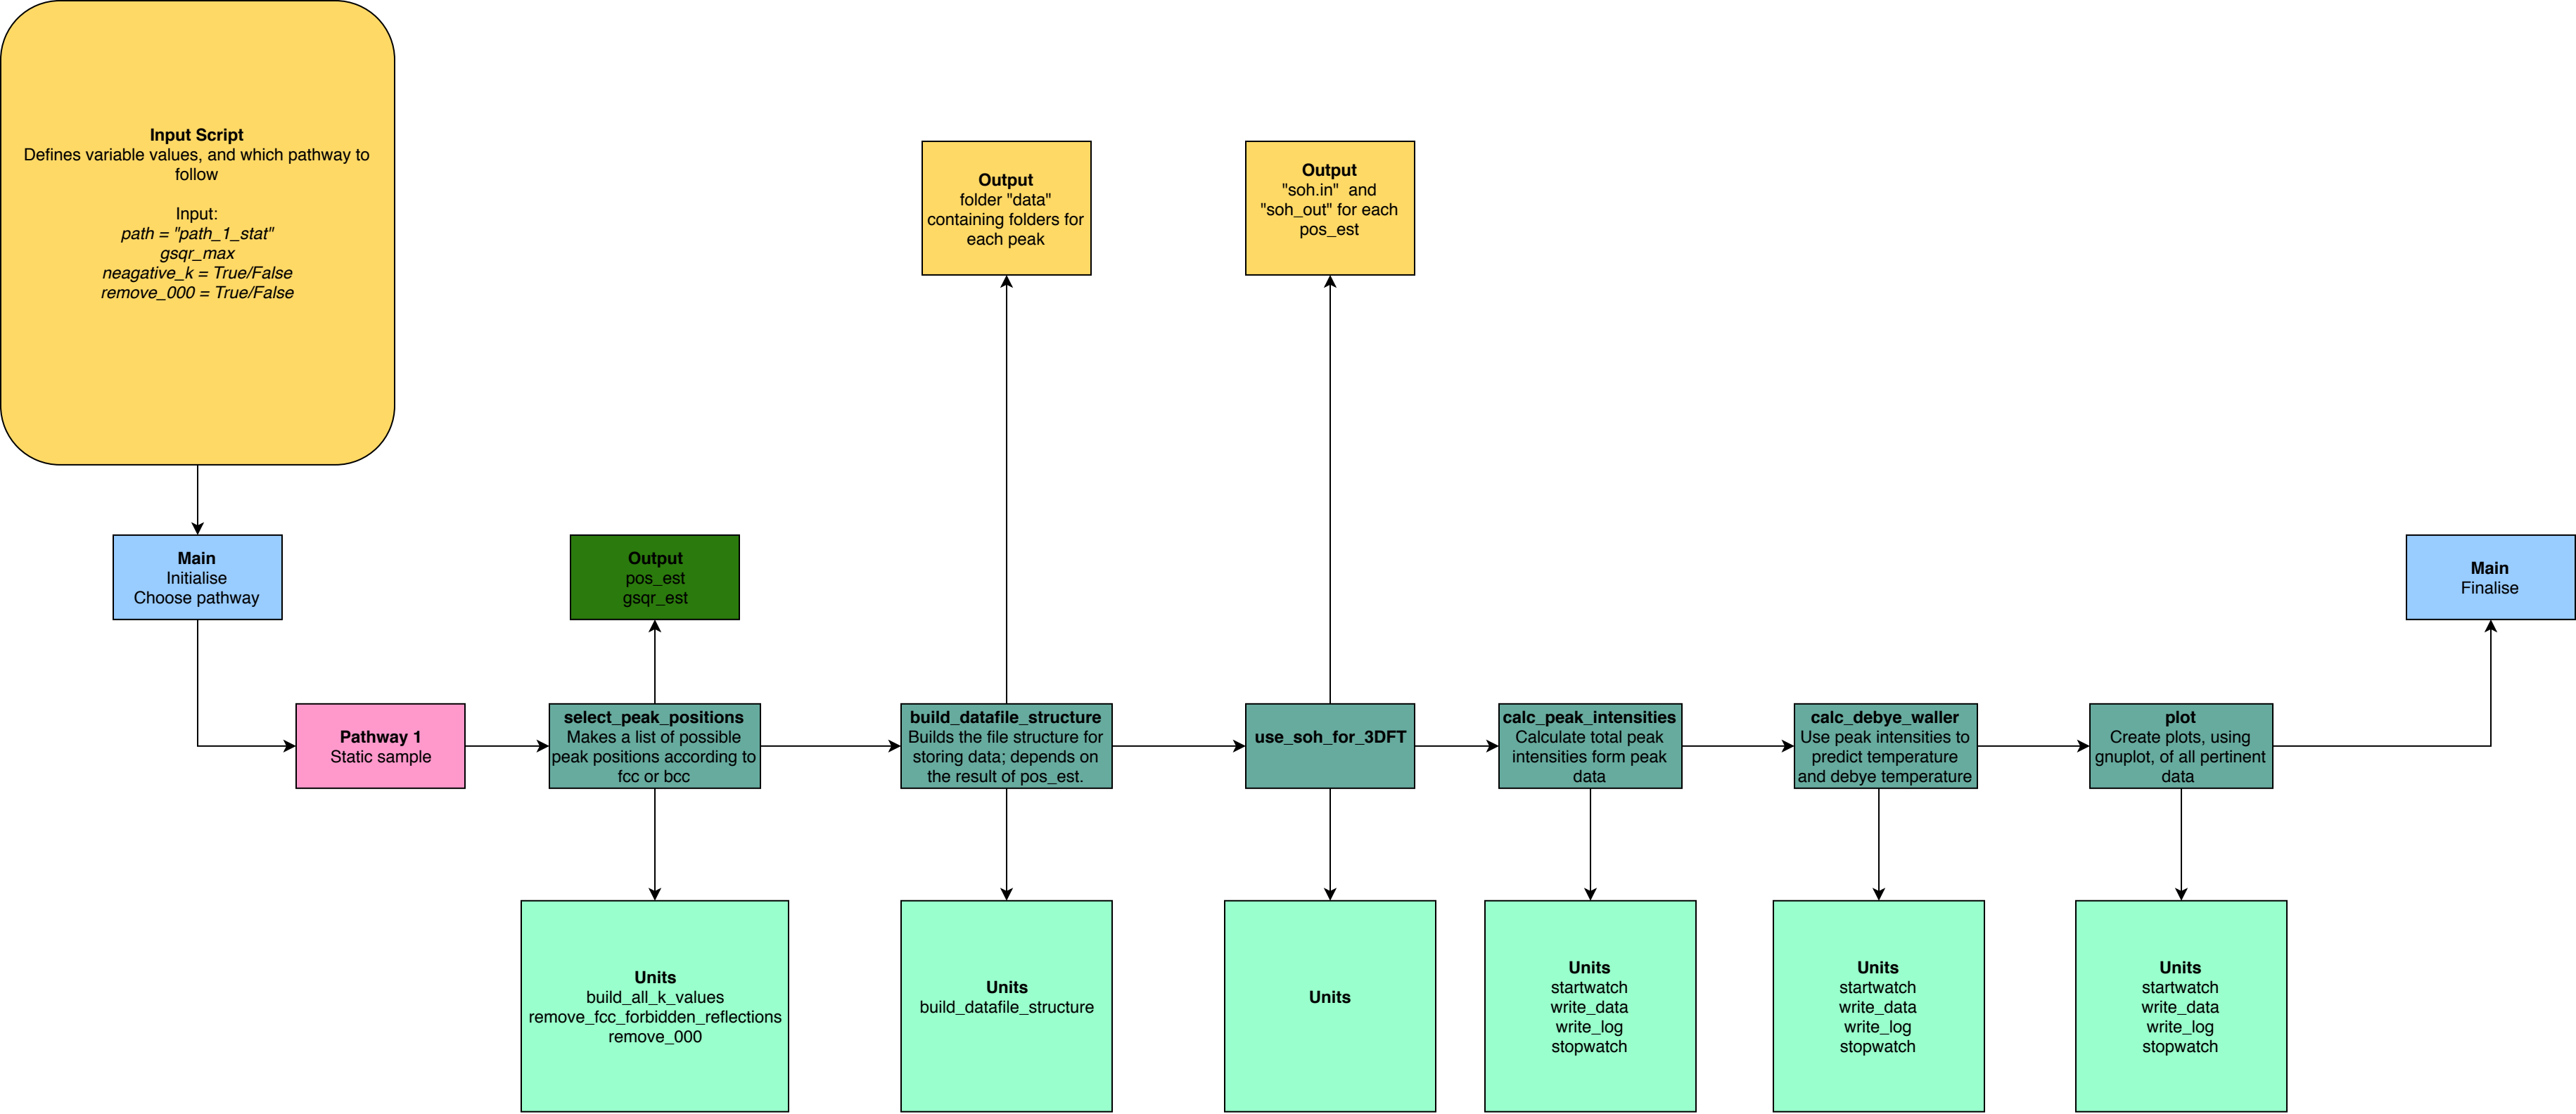 Input Script
Defines variable values, and which pathway to
follow
Input:
path = "path_1_stat"
gsqr_max
neagative_k = True/False
remove_000 = True/False
Output
folder "data"
containing folders for
each peak
Output
"soh.in"  and
"soh_out" for each
pos_est
Main
Initialise
Choose pathway
Output
pos_est
gsqr_est
Main
Finalise
Pathway 1
Static sample
select_peak_positions
Makes a list of possible
peak positions according to
fcc or bcc
build_datafile_structure
Builds the file structure for
storing data; depends on
the result of pos_est.
use_soh_for_3DFT
calc_peak_intensities
Calculate total peak
intensities form peak
data
calc_debye_waller
Use peak intensities to
predict temperature
and debye temperature
plot
Create plots, using
gnuplot, of all pertinent
data
Units
build_all_k_values
remove_fcc_forbidden_reflections
remove_000
Units
build_datafile_structure
Units
Units
startwatch
write_data
write_log
stopwatch
Units
startwatch
write_data
write_log
stopwatch
Units
startwatch
write_data
write_log
stopwatch